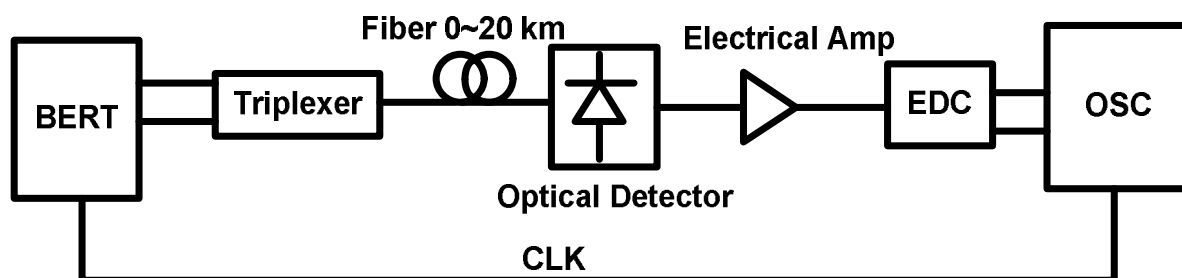 Fiber 0~20 km
Electrical Amp
BERT
Triplexer
EDC
OSC
Optical Detector
CLK